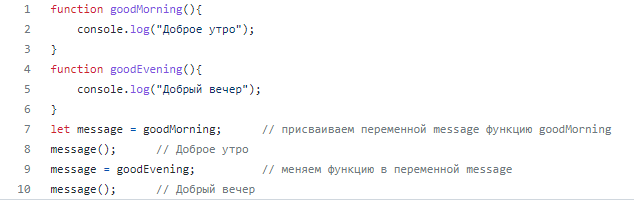 1 function goodMorning(){
2     console.log("Доброе утро");
3 }
4 function goodEvening(){
5     console.log("Добрый вечер");
6 }
7 let message = goodMorning;      // присваиваем переменной message функцию goodMorning
8 message();      // Доброе утро
9 message = goodEvening;          // меняем функцию в переменной message
10 message();      // Добрый вечер